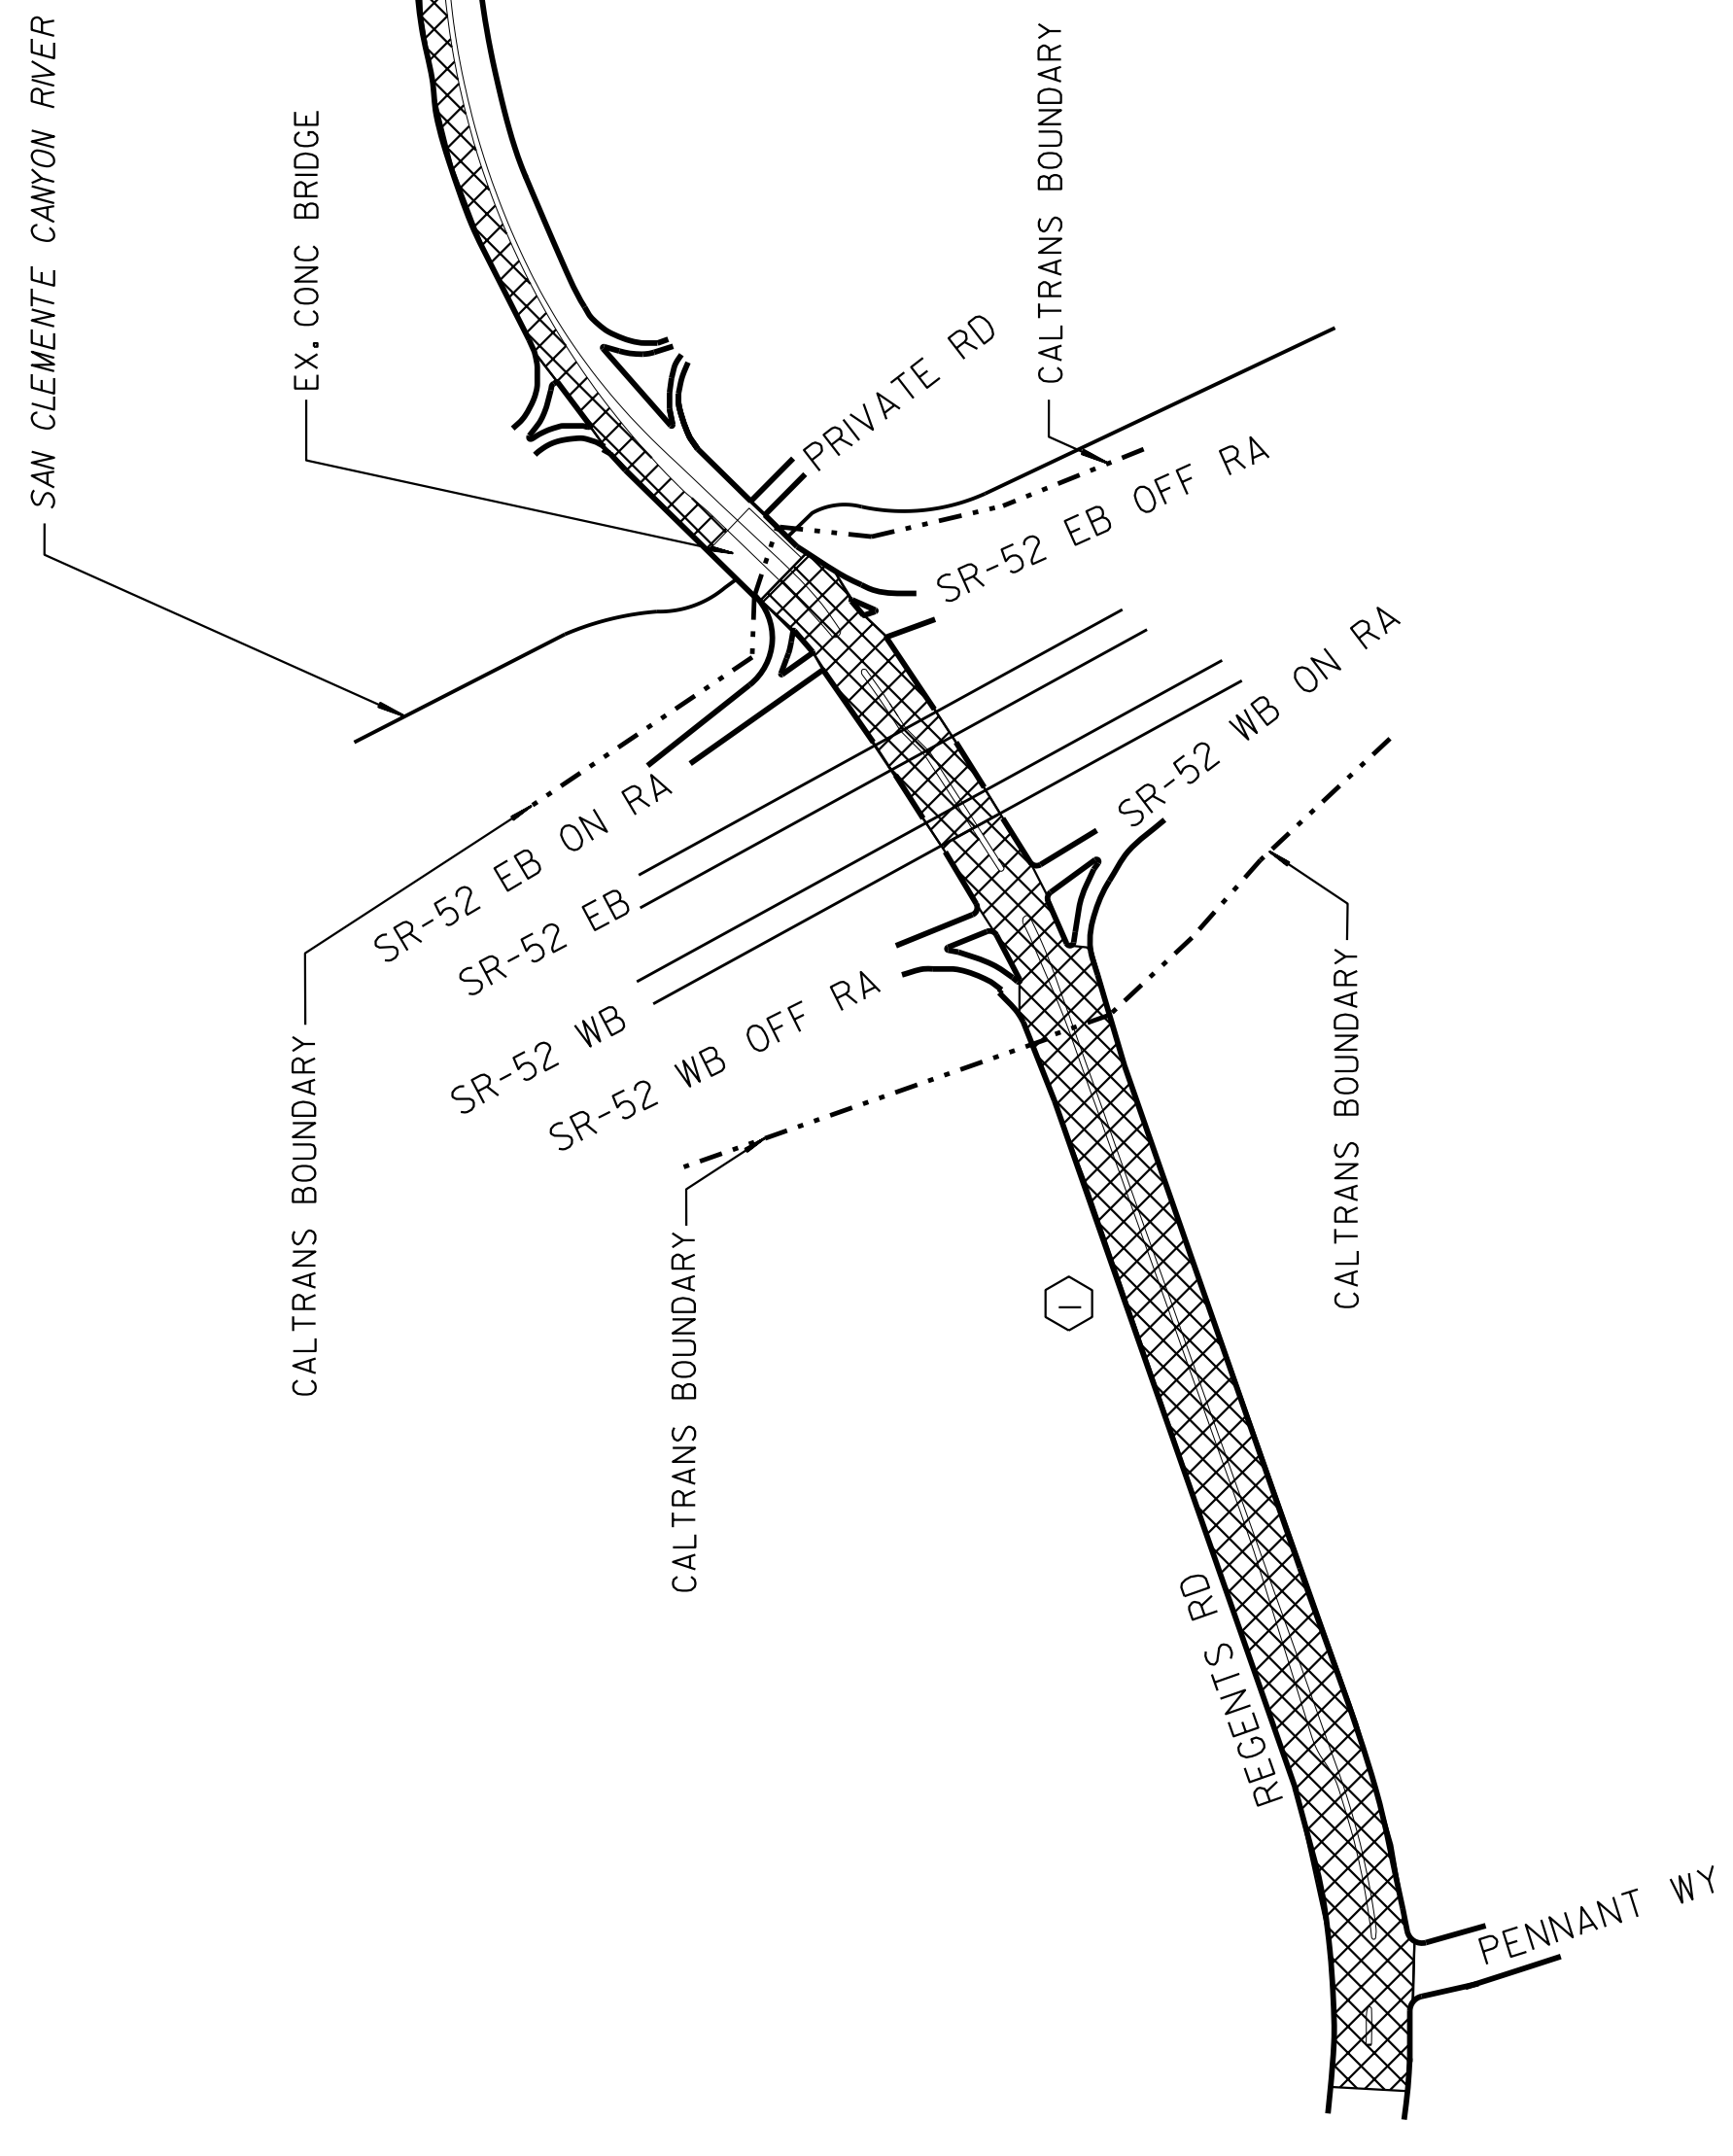 SAN CLEMENTE CANYON RIVER
EX. CONC BRIDGE
CALTRANS BOUNDARY
PRIVATE RD
SR-52 EB OFF RA
SR-52 WB ON RA
SR-52 EB ON RA
SR-52 EB
SR-52 WB
SR-52 WB OFF RA
CALTRANS BOUNDARY
CALTRANS BOUNDARY
CALTRANS BOUNDARY
1
REGENTS RD
PENNANT WY